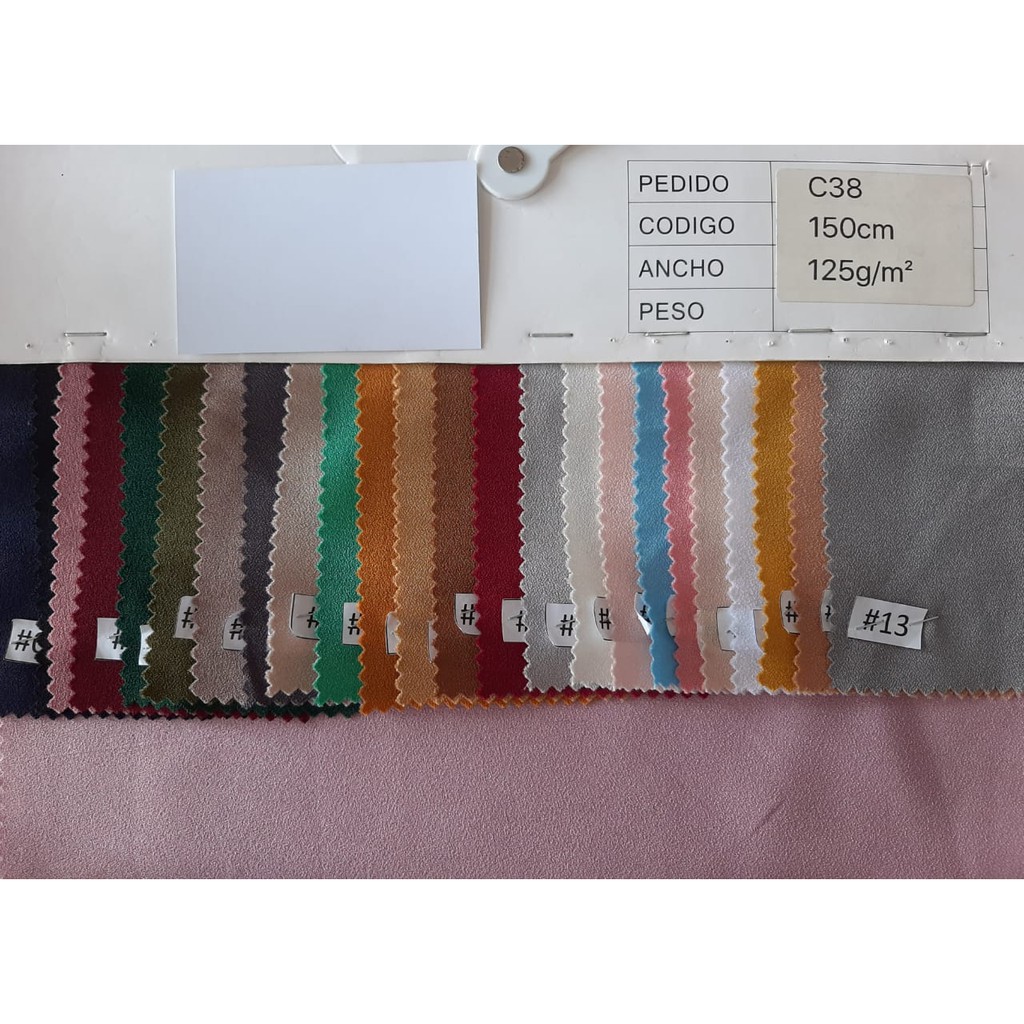 PEDIDO C38
CODIGO 150cm
ANCHO 125g/m²
PESO
#13